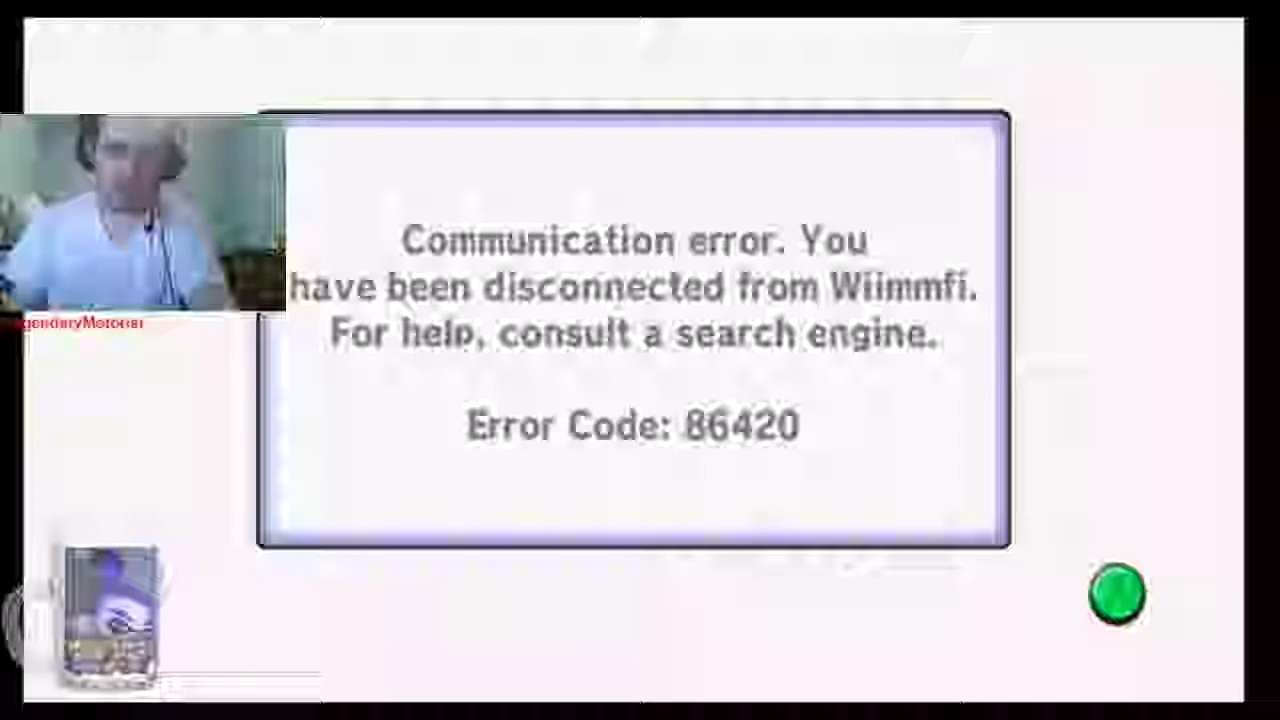 Communication error. You
have been disconnected from Wiimmfi.
For help, consult a search engine.
Error Code: 86420